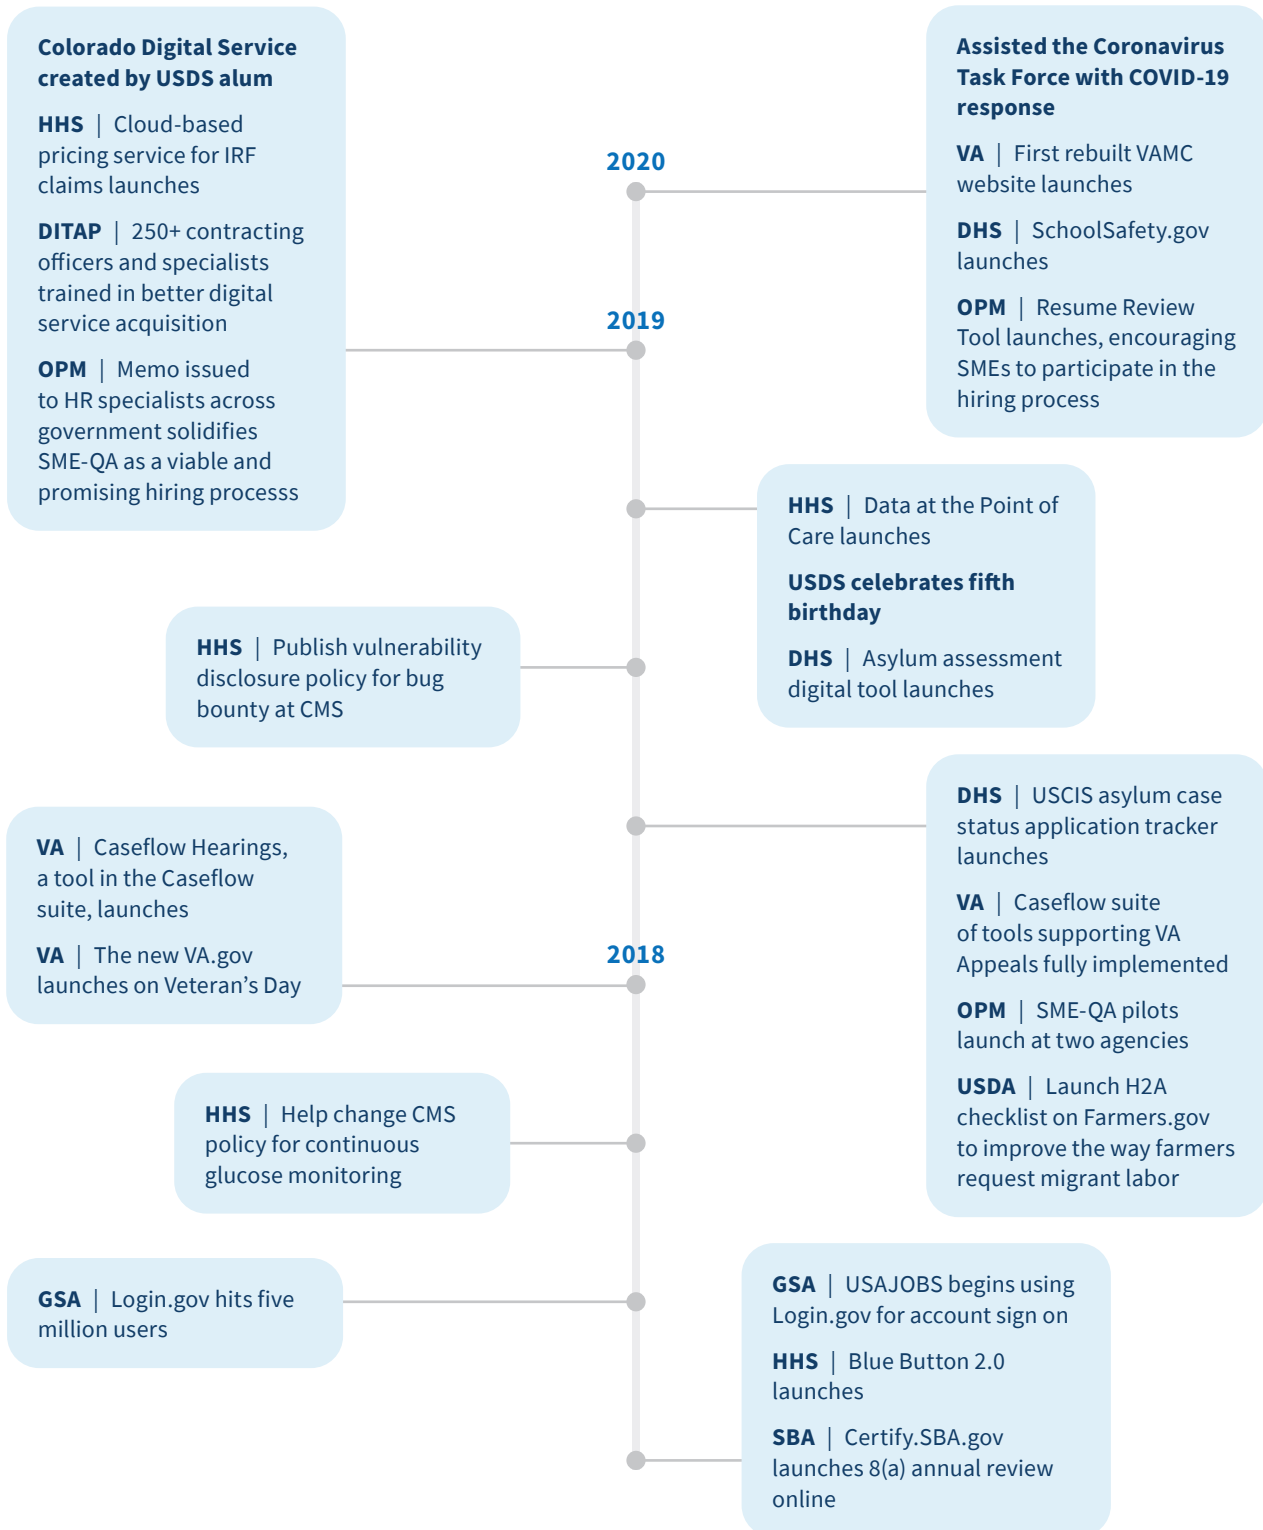 Colorado Digital Service
created by USDS alum
HHS | Cloud-based
pricing service for IRF
claims launches
DITAP | 250+ contracting
officers and specialists
trained in better digital
service acquisition
OPM | Memo issued
to HR specialists across
government solidifies
SME-QA as a viable and
promising hiring processs
2020
Assisted the Coronavirus
Task Force with COVID-19
response
VA | First rebuilt VAMC
website launches
DHS | SchoolSafety.gov
launches
OPM | Resume Review
Tool launches, encouraging
SMEs to participate in the
hiring process
2019
HHS | Data at the Point of
Care launches
USDS celebrates fifth
birthday
DHS | Asylum assessment
digital tool launches
HHS | Publish vulnerability
disclosure policy for bug
bounty at CMS
DHS | USCIS asylum case
status application tracker
launches
VA | Caseflow suite
of tools supporting VA
Appeals fully implemented
OPM | SME-QA pilots
launch at two agencies
USDA | Launch H2A
checklist on Farmers.gov
to improve the way farmers
request migrant labor
VA | Caseflow Hearings,
a tool in the Caseflow
suite, launches
VA | The new VA.gov
launches on Veteran’s Day
2018
HHS | Help change CMS
policy for continuous
glucose monitoring
GSA | Login.gov hits five
million users
GSA | USAJOBS begins using
Login.gov for account sign on
HHS | Blue Button 2.0
launches
SBA | Certify.SBA.gov
launches 8(a) annual review
online